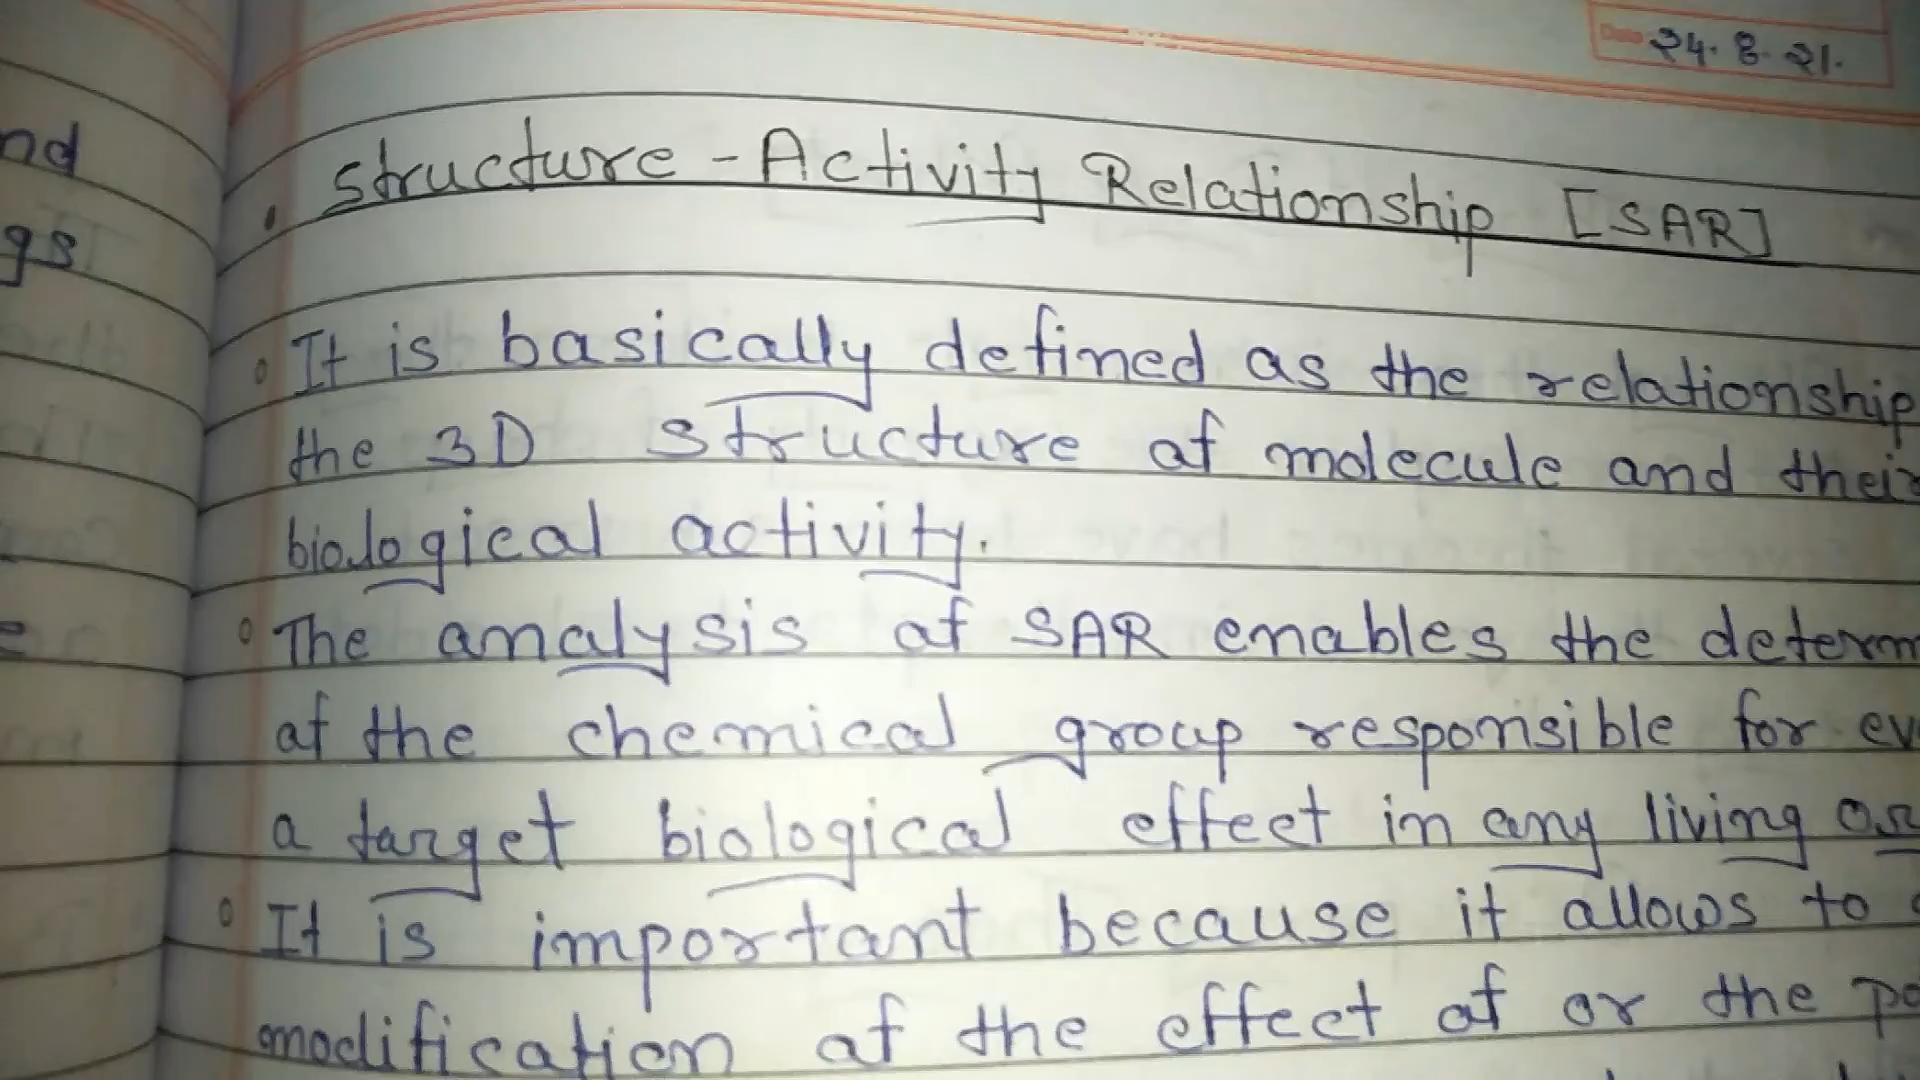 24. 8. 21.
nd
gs
Structure - Activity Relationship [SAR]
It is basically defined as the relationship
the 3D structure of molecule and their
biological activity.
The analysis of SAR enables the determ
of the chemical group responsible for ev
a target biological effect in any living or
It is important because it allows to
modification of the effect of or the po